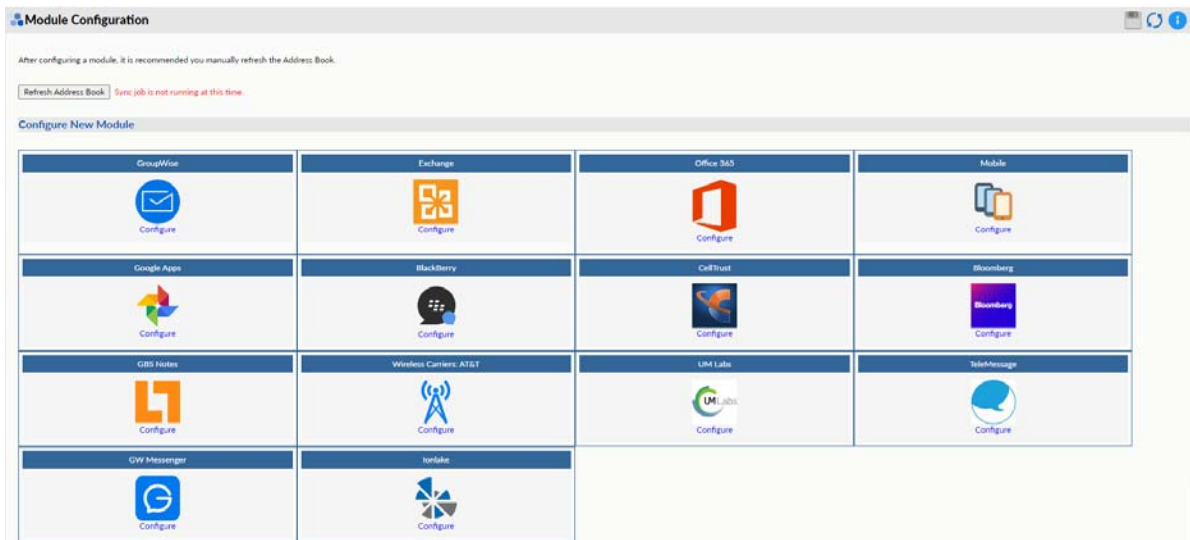 Module Configuration
After configuring a module, it is recommended you manually refresh the Address Book.
Refresh Address Book Sync job is not running at this time.
Configure New Module
GroupWise Exchange Office 365 Mobile
Configure Configure Configure Configure
Google Apps BlackBerry CellTrust Bloomberg
Bloomberg
Configure Configure Configure Configure
GBS Notes Wireless Carriers: AT&T UM Labs TeleMessage
UM Labs
Configure Configure Configure Configure
GW Messenger Ionlake
Configure Configure